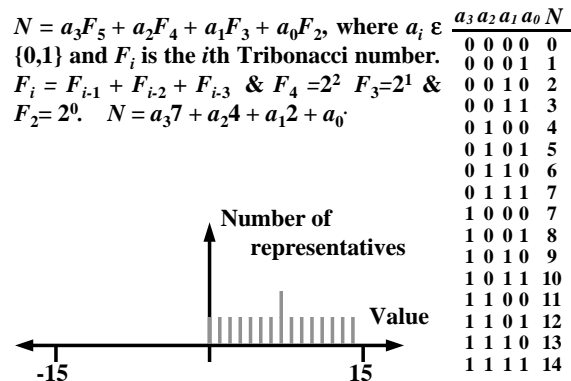 N = a₃F₅ + a₂F₄ + a₁F₃ + a₀F₂, where aᵢ ε
{0,1} and Fᵢ is the ith Tribonacci number.
Fᵢ = Fᵢ₋₁ + Fᵢ₋₂ + Fᵢ₋₃ & F₄ =2² F₃=2¹ &
F₂= 2⁰. N = a₃7 + a₂4 + a₁2 + a₀.
a₃ a₂ a₁ a₀ N
0 0 0 0 0
0 0 0 1 1
0 0 1 0 2
0 0 1 1 3
0 1 0 0 4
0 1 0 1 5
0 1 1 0 6
0 1 1 1 7
1 0 0 0 7
1 0 0 1 8
1 0 1 0 9
1 0 1 1 10
1 1 0 0 11
1 1 0 1 12
1 1 1 0 13
1 1 1 1 14
Number of
representatives
Value
-15 15